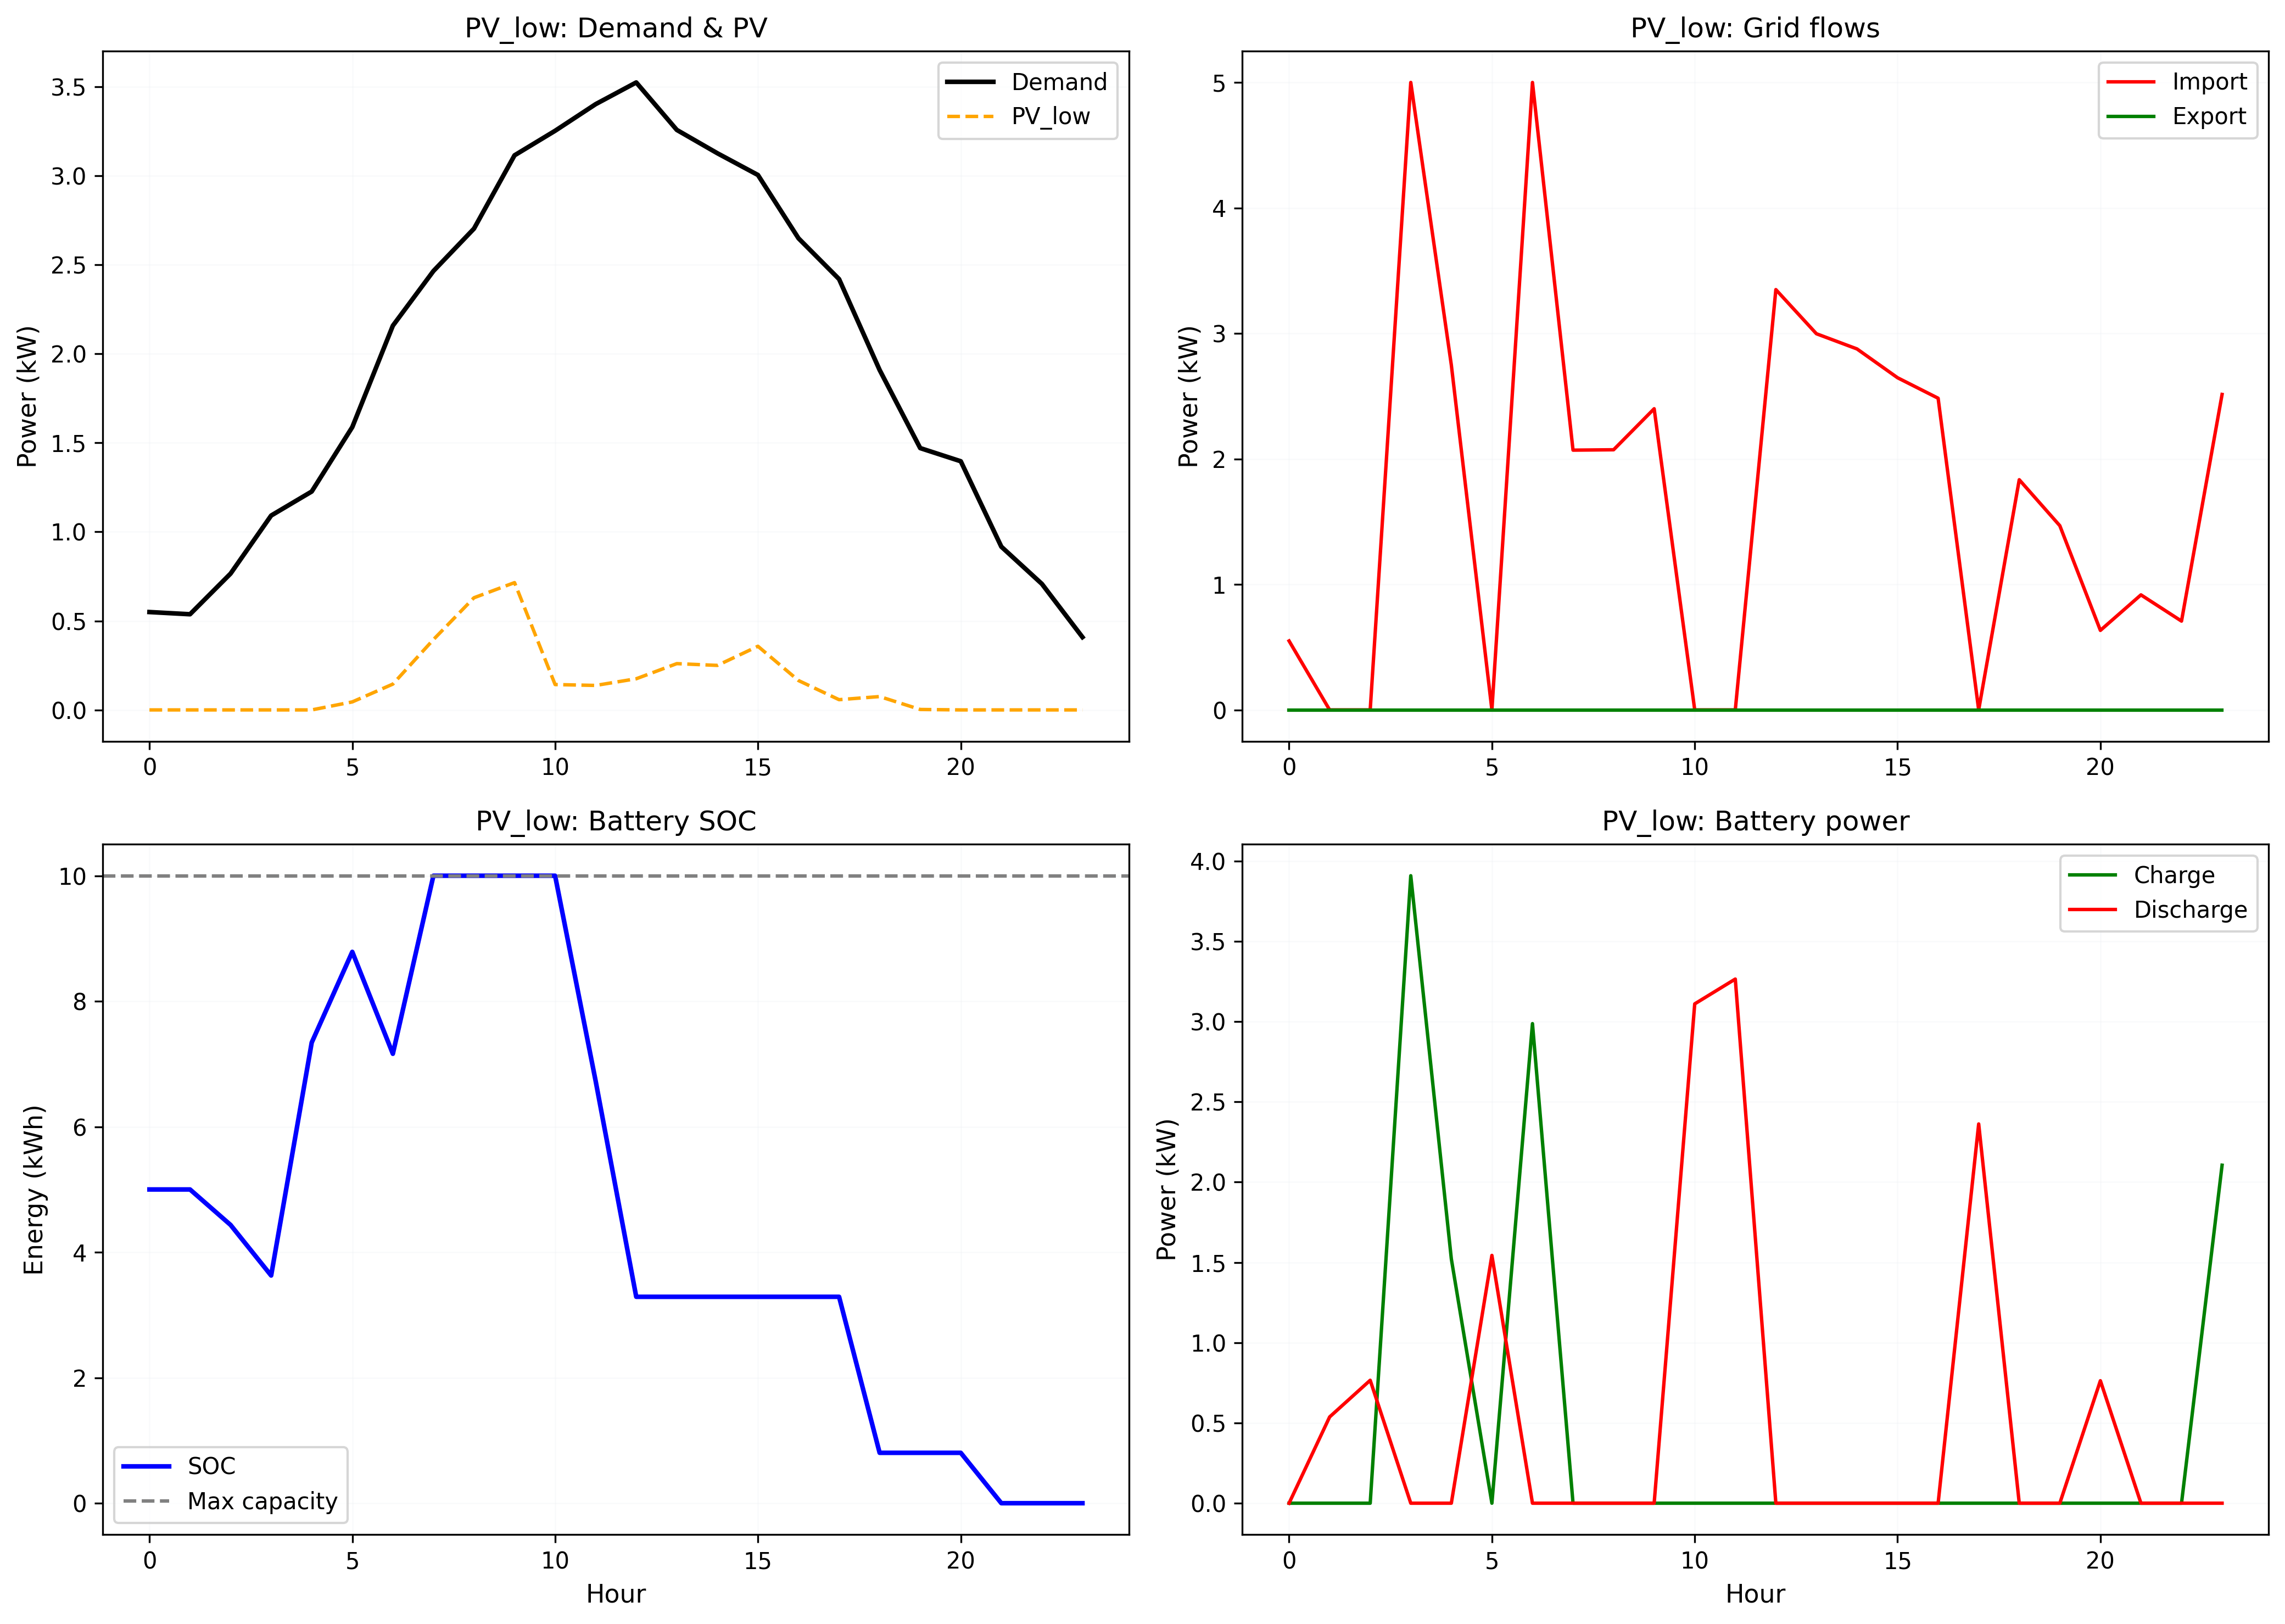 PV_low: Demand & PV
Power (kW)
3.5
3.0
2.5
2.0
1.5
1.0
0.5
0.0
0 5 10 15 20
Demand
PV_low
PV_low: Grid flows
Power (kW)
5
4
3
2
1
0
0 5 10 15 20
Import
Export
PV_low: Battery SOC
Energy (kWh)
10
8
6
4
2
0
0 5 10 15 20
Hour
SOC
Max capacity
PV_low: Battery power
Power (kW)
4.0
3.5
3.0
2.5
2.0
1.5
1.0
0.5
0.0
0 5 10 15 20
Hour
Charge
Discharge